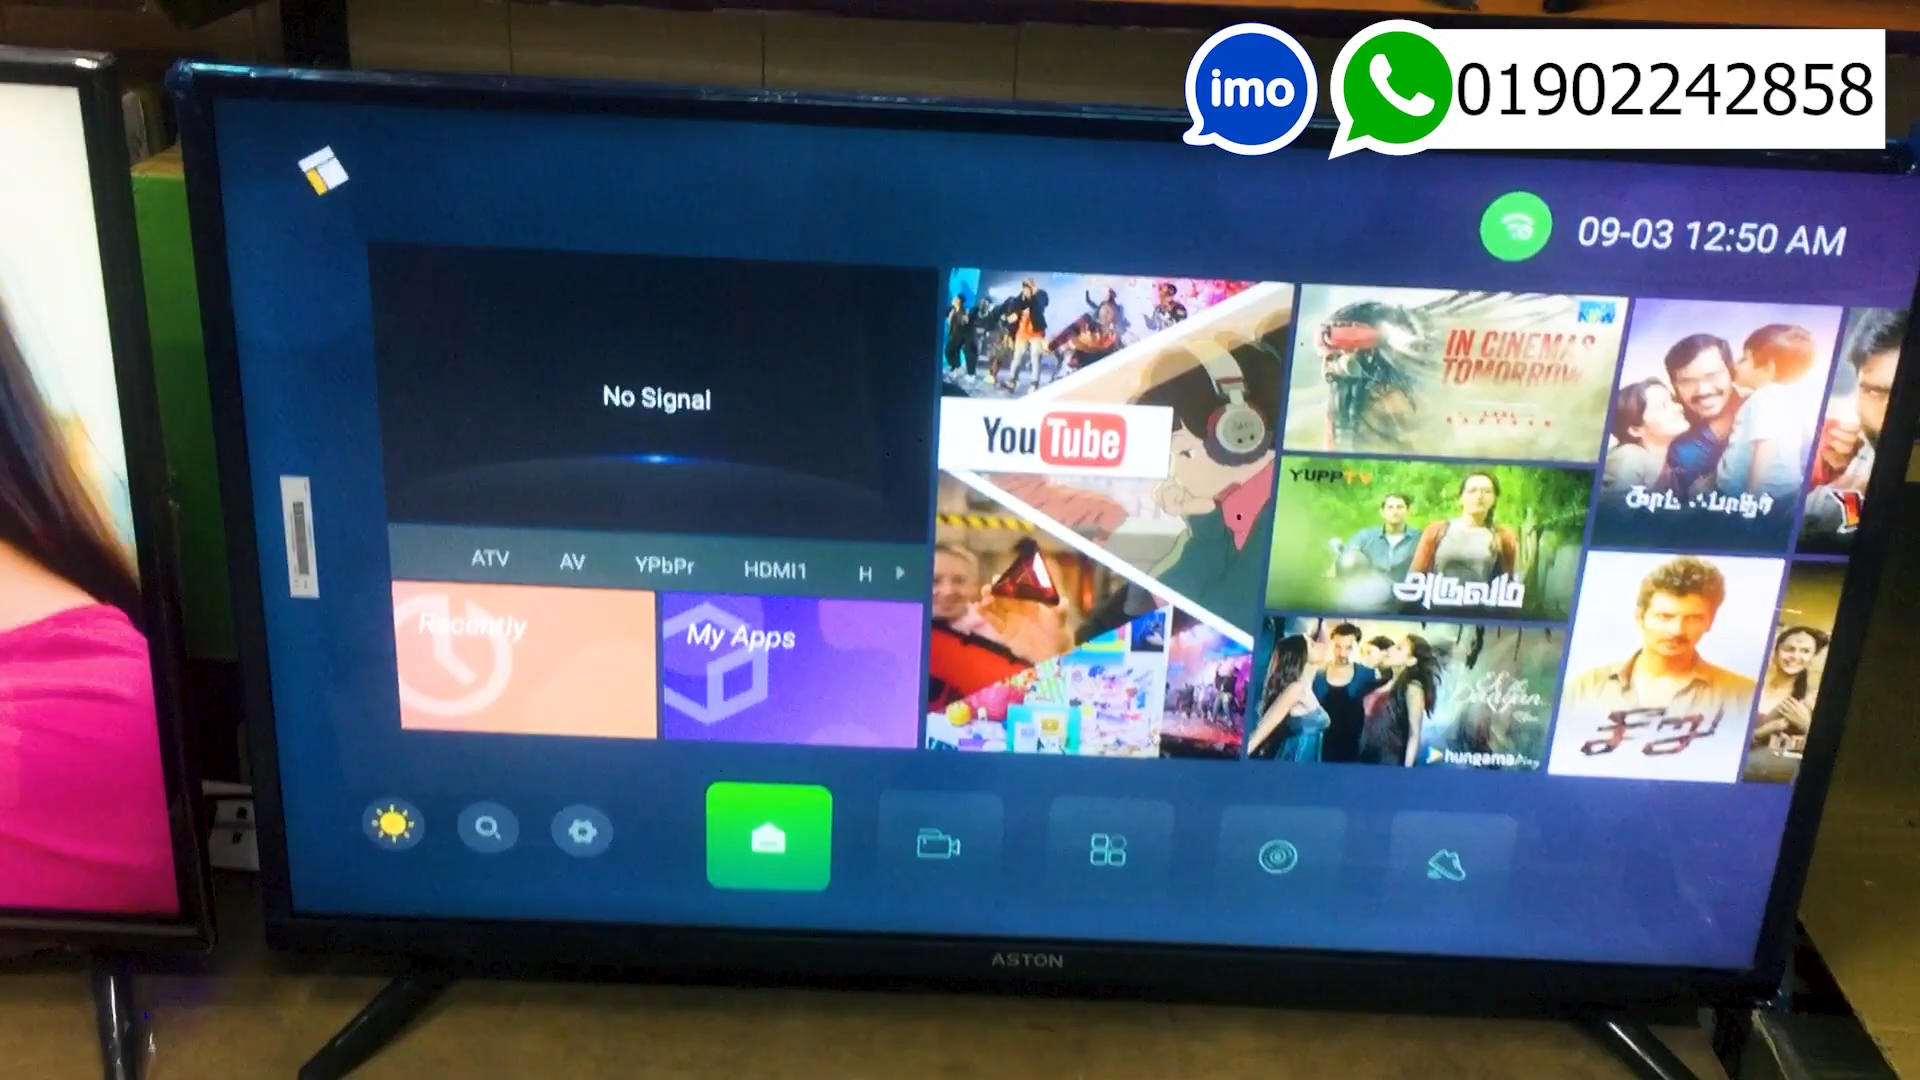 imo
01902242858
09-03 12:50 AM
No Signal
ATV AV YPbPr HDMI1 H
Recently
My Apps
YouTube
IN CINEMAS
TOMORROW
YUPPTV
அருவம்
hungama
சீறு
ASTON